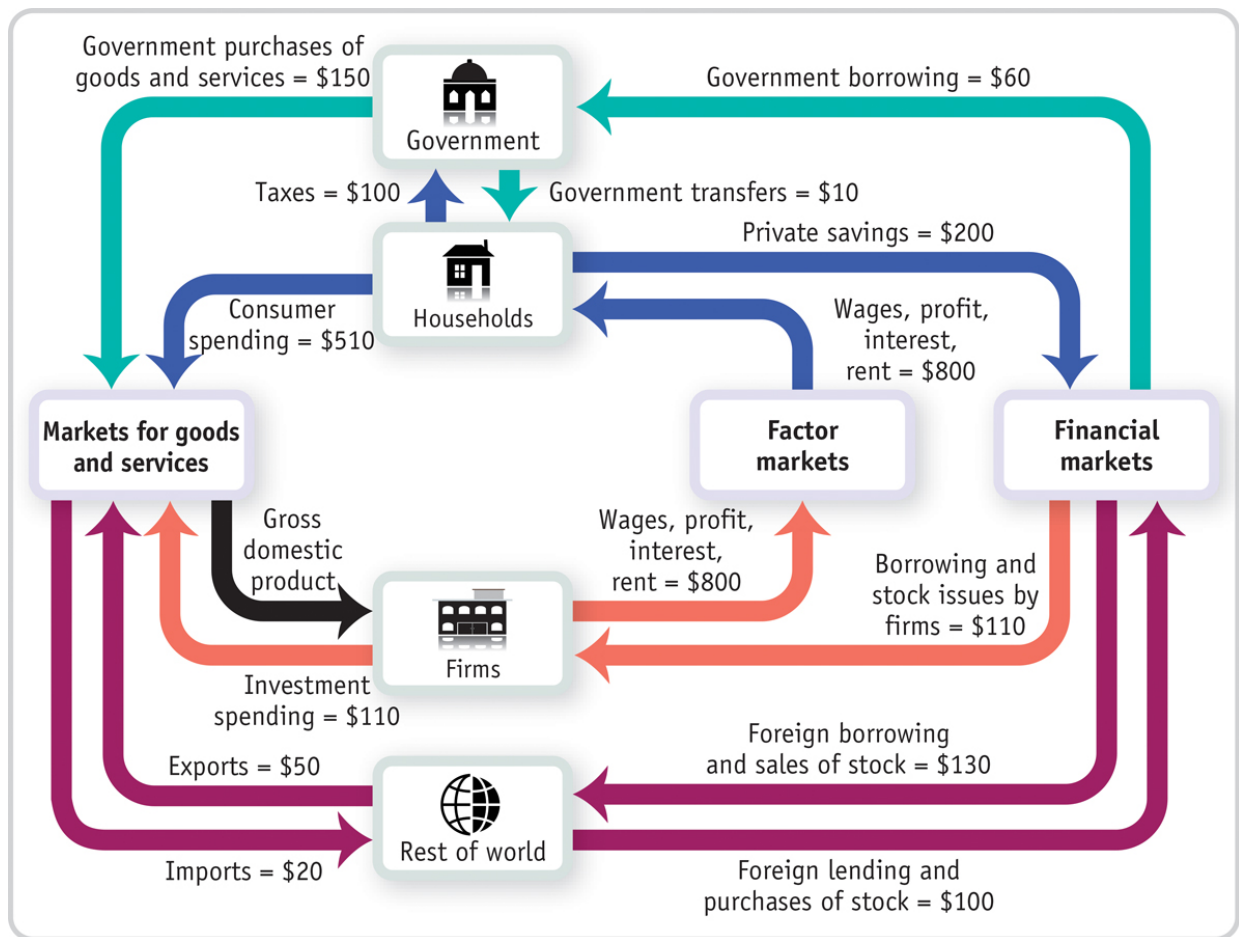 Government purchases of
goods and services = $150
Government
Government borrowing = $60
Taxes = $100
Government transfers = $10
Private savings = $200
Households
Consumer
spending = $510
Wages, profit,
interest,
rent = $800
Markets for goods
and services
Factor
markets
Financial
markets
Gross
domestic
product
Wages, profit,
interest,
rent = $800
Borrowing and
stock issues by
firms = $110
Firms
Investment
spending = $110
Exports = $50
Foreign borrowing
and sales of stock = $130
Rest of world
Imports = $20
Foreign lending and
purchases of stock = $100